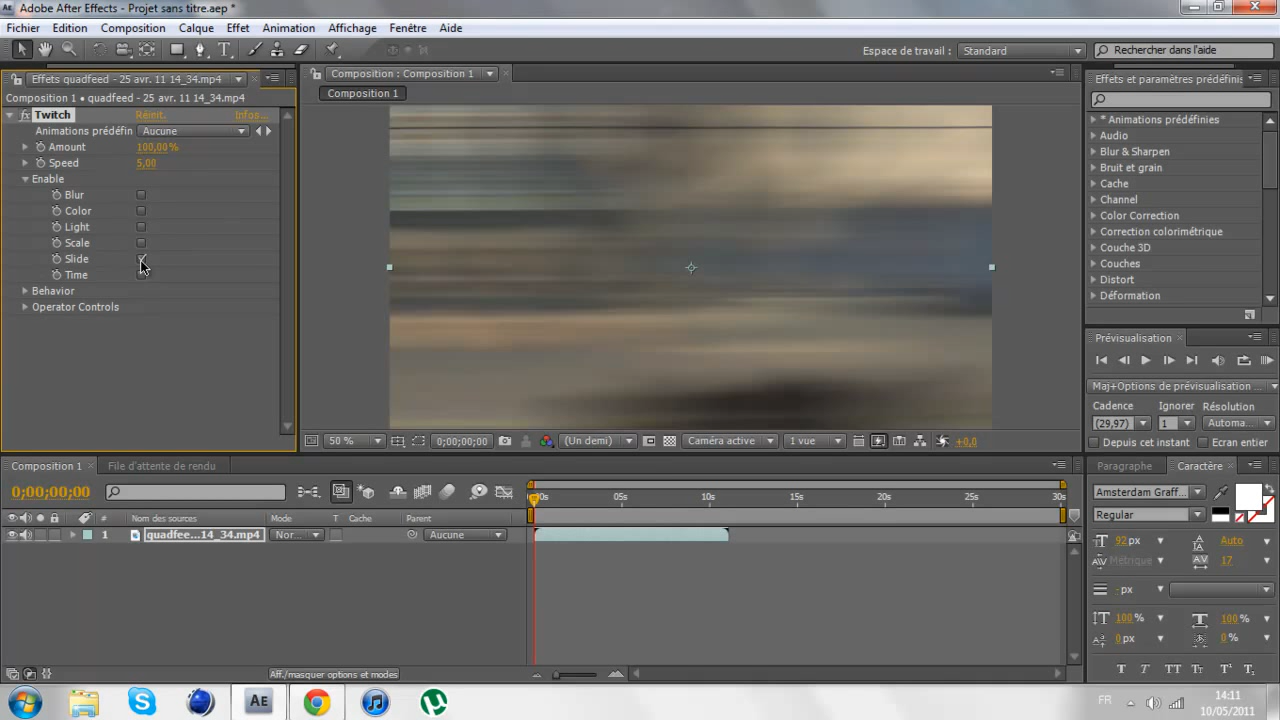 Adobe After Effects - Projet sans titre.aep *
Fichier Edition Composition Calque Effet Animation Affichage Fenêtre Aide
Espace de travail : Standard Rechercher dans l'aide
Effets quadfeed - 25 avr. 11 14_34.mp4
Composition 1 • quadfeed - 25 avr. 11 14_34.mp4
fx Twitch Réinit. Infos...
Animations prédéfin Aucune
Amount 100,00%
Speed 5,00
Enable
Blur
Color
Light
Scale
Slide
Time
Behavior
Operator Controls
Composition : Composition 1
Composition 1
50 % 0;00;00;00 (Un demi) Caméra active 1 vue +0,0
Effets et paramètres prédéfinis
* Animations prédéfinies
Audio
Blur & Sharpen
Bruit et grain
Cache
Channel
Color Correction
Correction colorimétrique
Couche 3D
Couches
Distort
Déformation
Prévisualisation
Maj+Options de prévisualisation ...
Cadence Ignorer Résolution
(29,97) 1 Automa...
Depuis cet instant Ecran entier
Composition 1 File d'attente de rendu
0;00;00;00
00s 05s 10s 15s 20s 25s 30s
# Nom des sources Mode T Cache Parent
1 quadfee...14_34.mp4 Nor... Aucune
Aff./masquer options et modes
Paragraphe Caractère
Amsterdam Graff...
Regular
92 px Auto
Métrique 17
- px
100 % 100 %
0 px 0 %
T T TT Tt T¹ T₁
Ae FR 14:11
10/05/2011